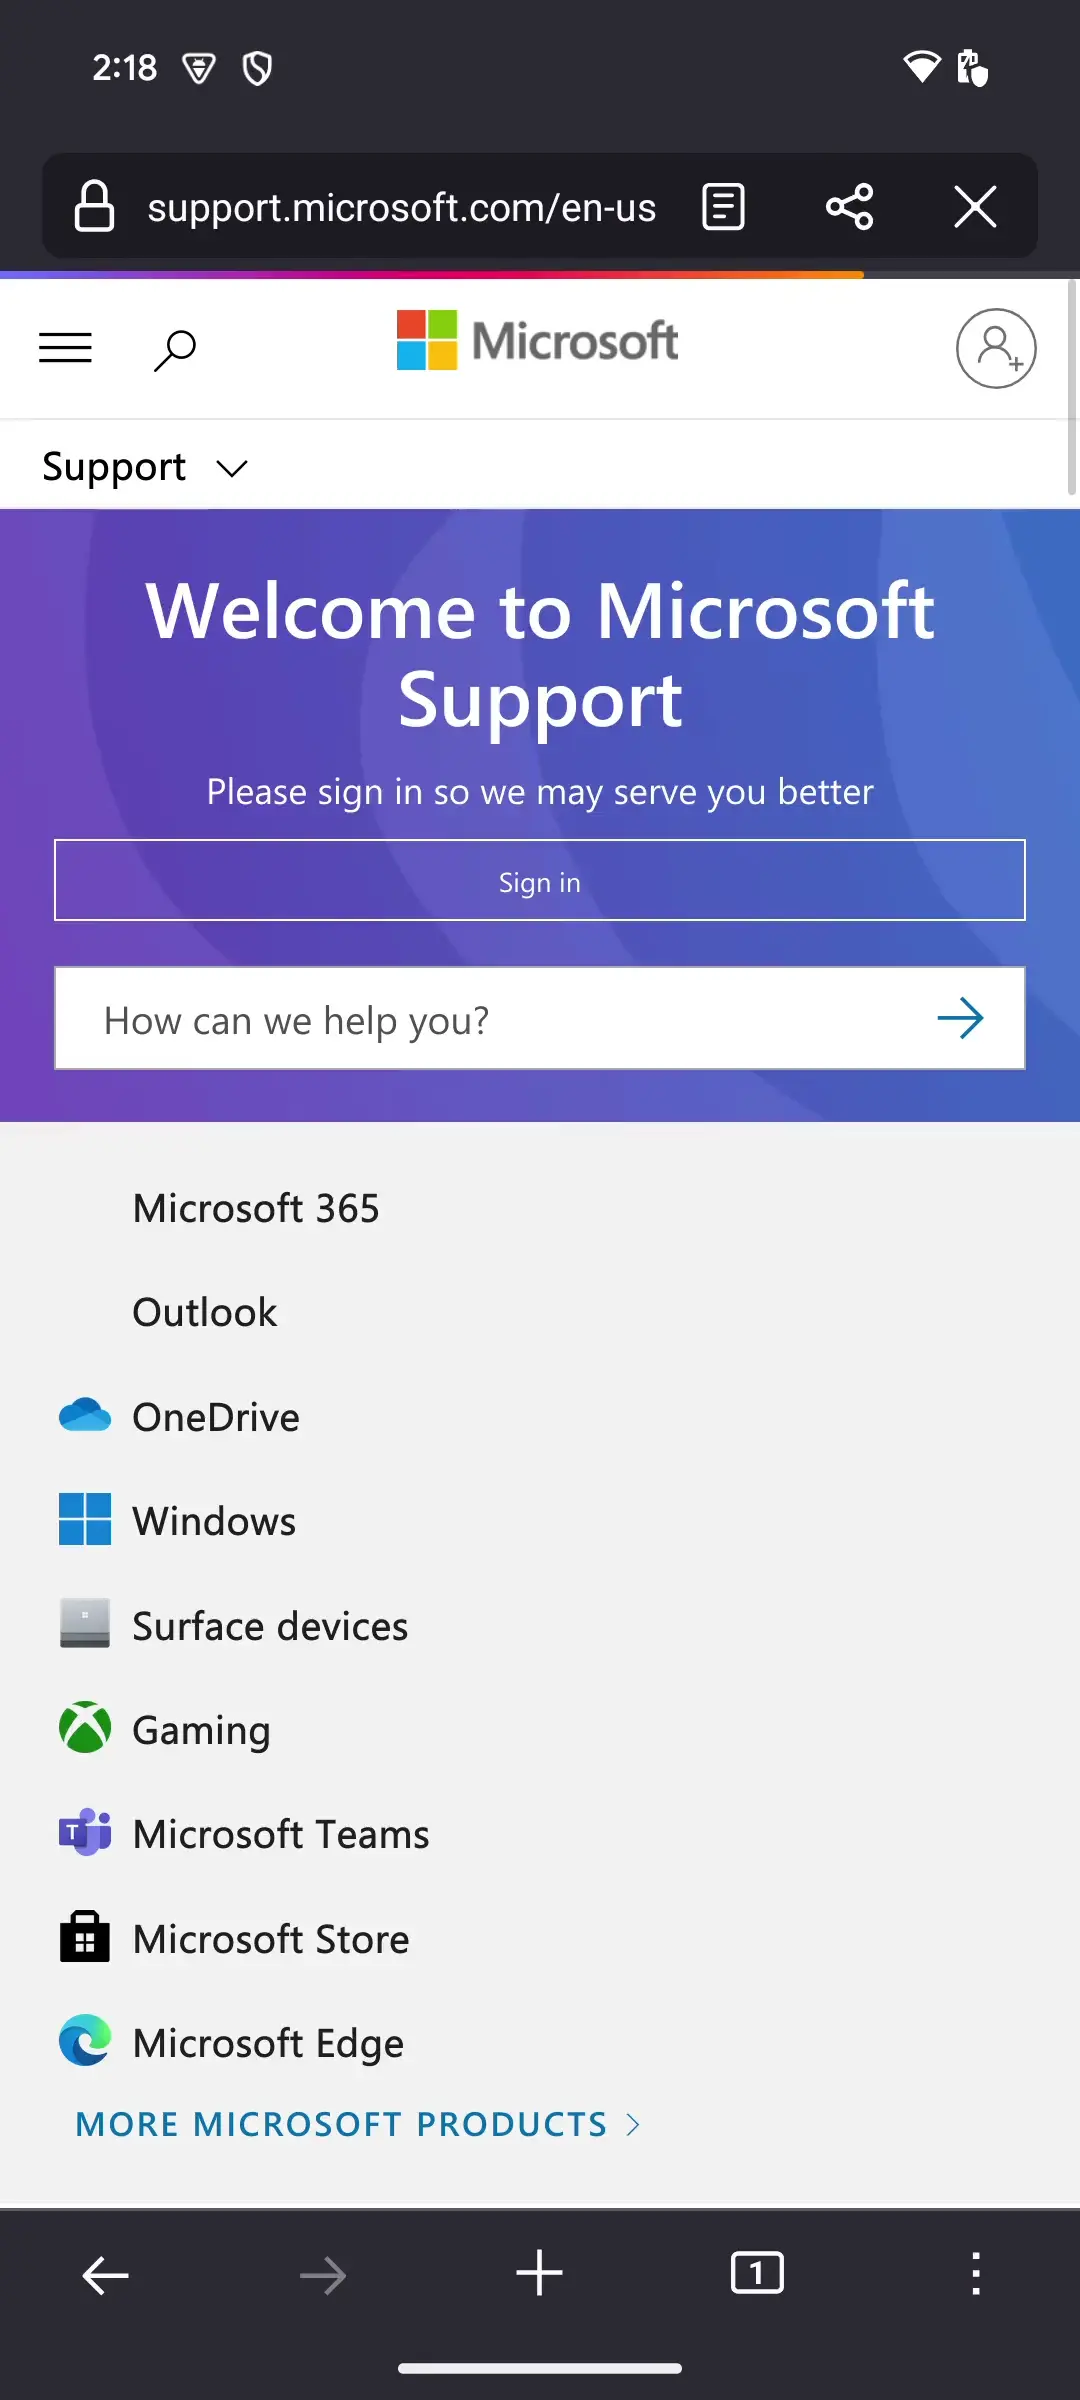 2:18
support.microsoft.com/en-us
Microsoft
Support
Welcome to Microsoft
Support
Please sign in so we may serve you better
Sign in
How can we help you?
Microsoft 365
Outlook
OneDrive
Windows
Surface devices
Gaming
T
Microsoft Teams
Microsoft Store
Microsoft Edge
MORE MICROSOFT PRODUCTS
1